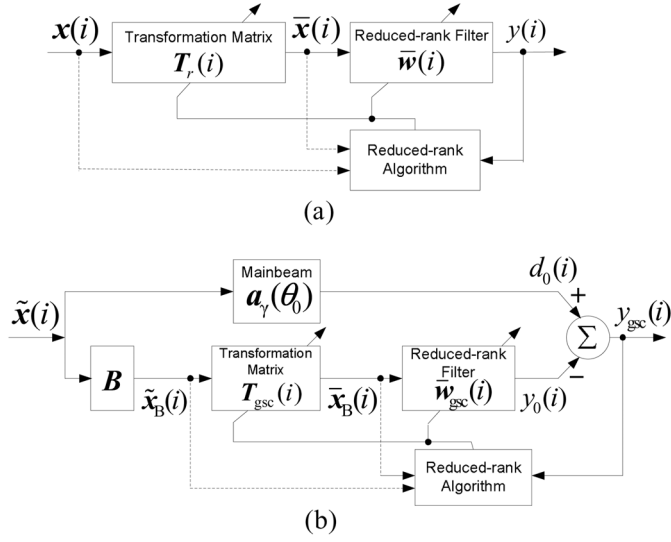 x(i)
Transformation Matrix
T_r(i)
x̄(i)
Reduced-rank Filter
w̄(i)
y(i)
Reduced-rank
Algorithm
(a)
x̃(i)
Mainbeam
a_γ(θ_0)
d_0(i)
+
Σ
y_gsc(i)
B
x̃_B(i)
Transformation
Matrix
T_gsc(i)
x̄_B(i)
Reduced-rank
Filter
w̄_gsc(i)
−
y_0(i)
Reduced-rank
Algorithm
(b)